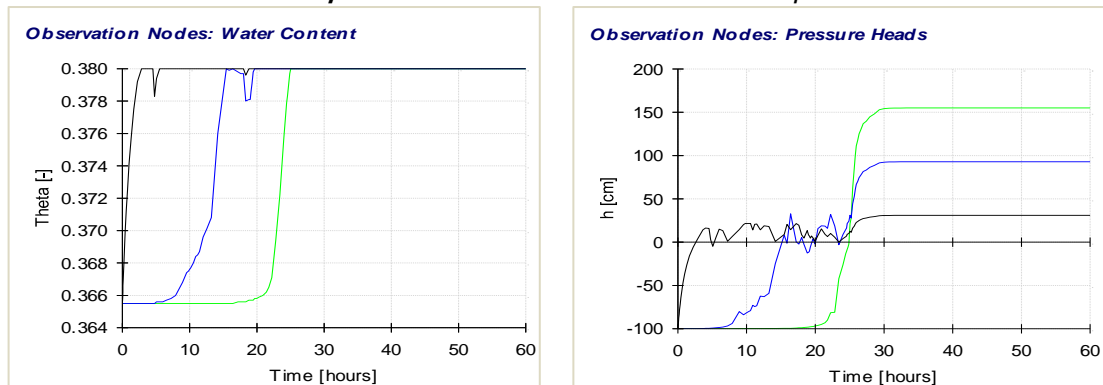 Observation Nodes: Water Content
0.380
0.378
0.376
0.374
0.372
0.370
0.368
0.366
0.364
0 10 20 30 40 50 60
Theta [-]
Time [hours]
Observation Nodes: Pressure Heads
200
150
100
50
0
-50
-100
0 10 20 30 40 50 60
h [cm]
Time [hours]